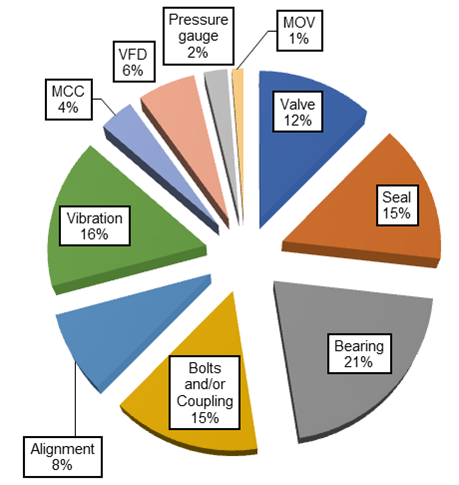 Pressure
gauge
2%
MOV
1%
VFD
6%
MCC
4%
Valve
12%
Seal
15%
Vibration
16%
Bearing
21%
Bolts
and/or
Coupling
15%
Alignment
8%